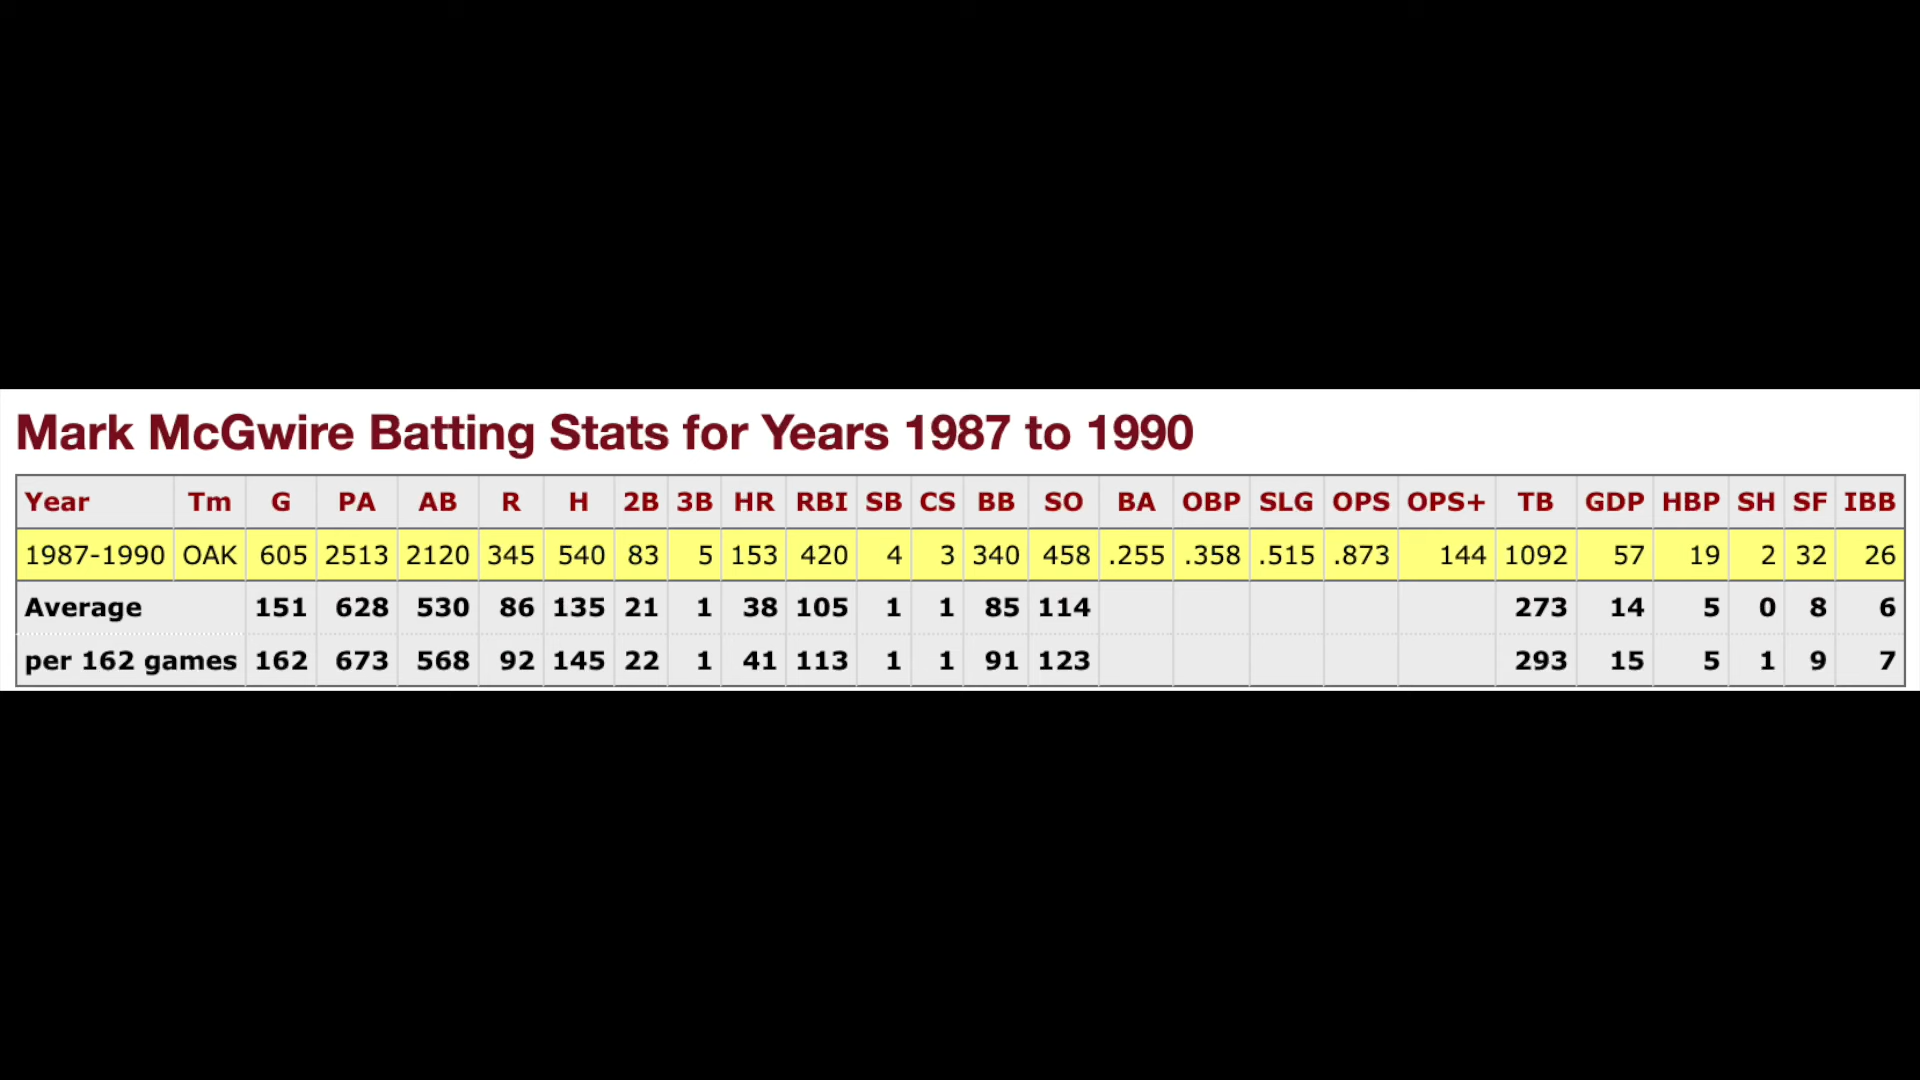 Mark McGwire Batting Stats for Years 1987 to 1990
Year Tm G PA AB R H 2B 3B HR RBI SB CS BB SO BA OBP SLG OPS OPS+ TB GDP HBP SH SF IBB
1987-1990 OAK 605 2513 2120 345 540 83 5 153 420 4 3 340 458 .255 .358 .515 .873 144 1092 57 19 2 32 26
Average 151 628 530 86 135 21 1 38 105 1 1 85 114 273 14 5 0 8 6
per 162 games 162 673 568 92 145 22 1 41 113 1 1 91 123 293 15 5 1 9 7